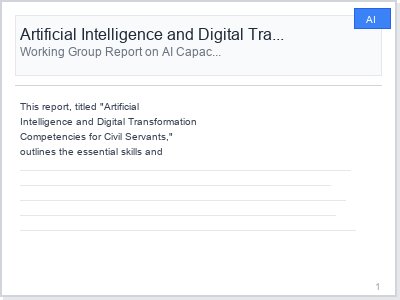 AI
Artificial Intelligence and Digital Tra...
Working Group Report on AI Capac...
This report, titled "Artificial
Intelligence and Digital Transformation
Competencies for Civil Servants,"
outlines the essential skills and
1